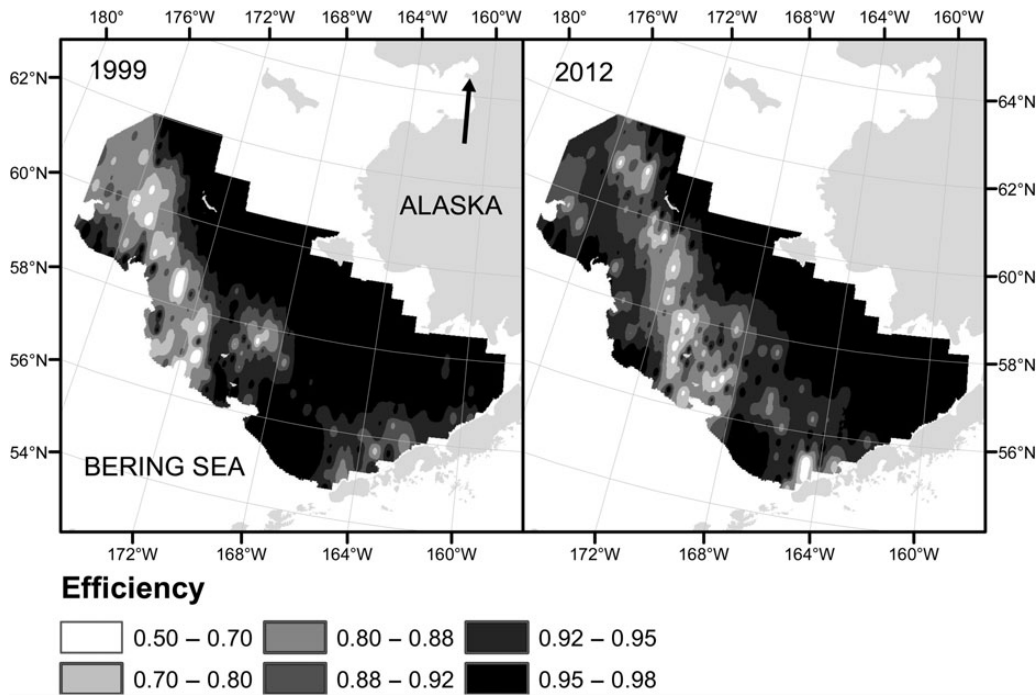 180° 176°W 172°W 168°W 164°W 160°W 180° 176°W 172°W 168°W 164°W 160°W
1999
2012
62°N
60°N
58°N
56°N
54°N
64°N
62°N
60°N
58°N
56°N
ALASKA
BERING SEA
172°W 168°W 164°W 160°W 172°W 168°W 164°W 160°W
Efficiency
0.50 – 0.70 0.80 – 0.88 0.92 – 0.95
0.70 – 0.80 0.88 – 0.92 0.95 – 0.98